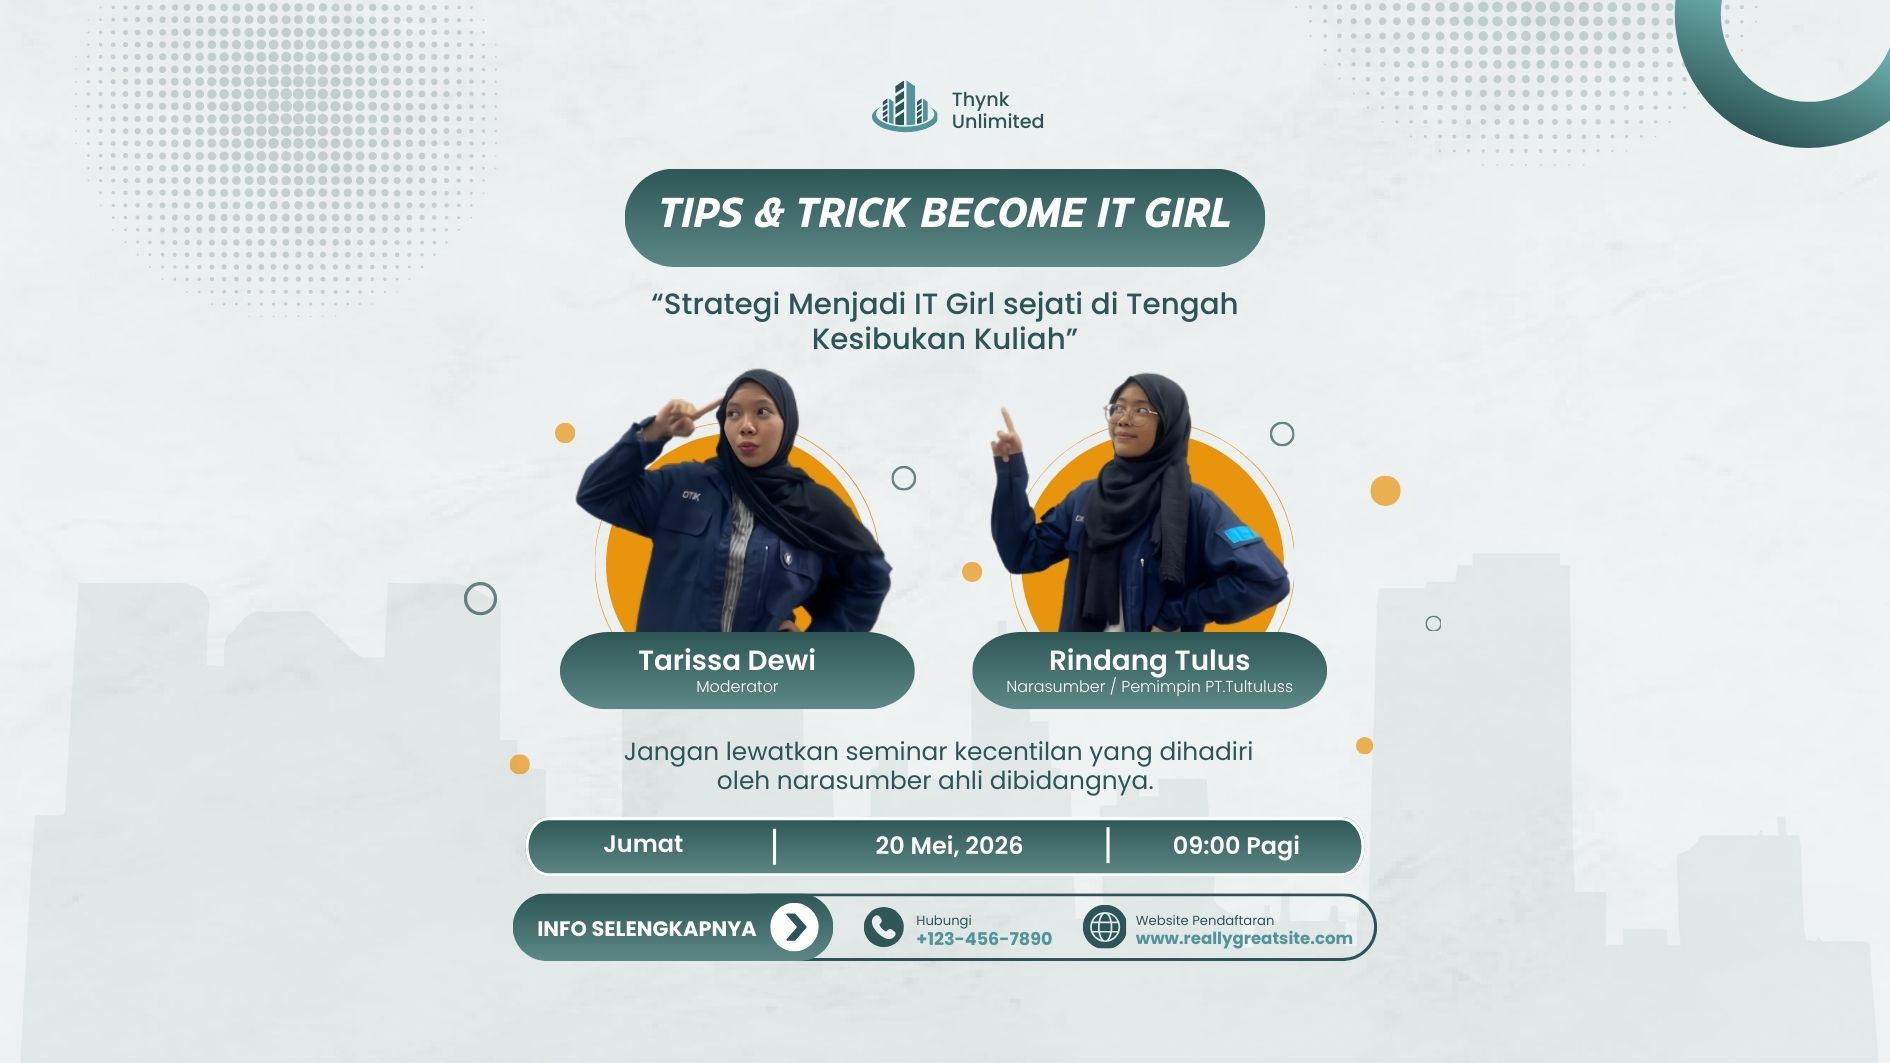 Thynk
Unlimited
TIPS & TRICK BECOME IT GIRL
“Strategi Menjadi IT Girl sejati di Tengah
Kesibukan Kuliah”
OTIK
Tarissa Dewi
Moderator
Rindang Tulus
Narasumber / Pemimpin PT.Tultuluss
Jangan lewatkan seminar kecentilan yang dihadiri
oleh narasumber ahli dibidangnya.
Jumat
20 Mei, 2026
09:00 Pagi
INFO SELENGKAPNYA
Hubungi
+123-456-7890
Website Pendaftaran
www.reallygreatsite.com